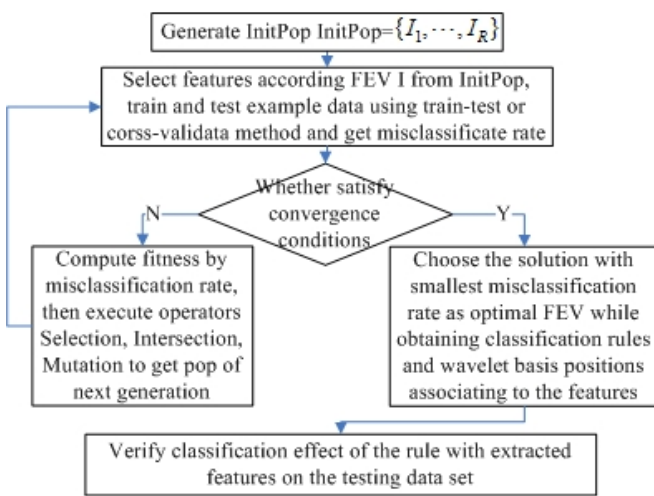 Generate InitPop InitPop={I₁,⋯,I_R}
Select features according FEV I from InitPop,
train and test example data using train-test or
corss-validata method and get misclassificate rate
Whether satisfy
convergence
conditions
N
Y
Compute fitness by
misclassification rate,
then execute operators
Selection, Intersection,
Mutation to get pop of
next generation
Choose the solution with
smallest misclassification
rate as optimal FEV while
obtaining classification rules
and wavelet basis positions
associating to the features
Verify classification effect of the rule with extracted
features on the testing data set